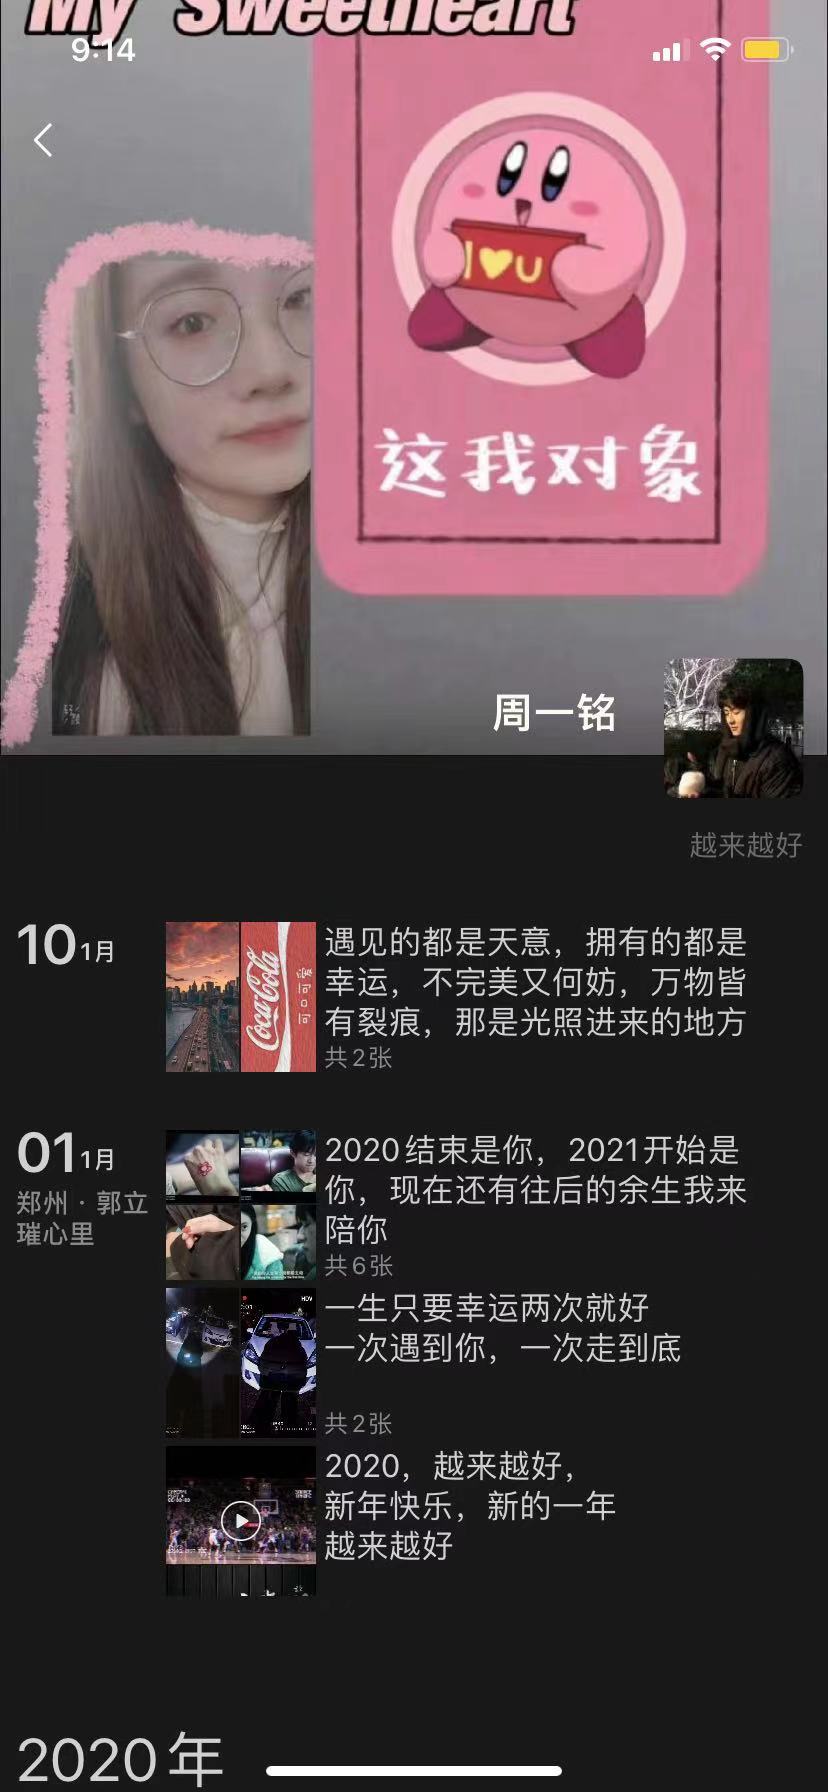 My Sweetheart
9:14
I U
这我对象
周一铭
越来越好
10 1月
Coca-Cola
可口可乐
遇见的都是天意，拥有的都是
幸运，不完美又何妨，万物皆
有裂痕，那是光照进来的地方
共2张
01 1月
郑州 · 郭立
璀心里
2020结束是你，2021开始是
你，现在还有往后的余生我来
陪你
共6张
一生只要幸运两次就好
一次遇到你，一次走到底
共2张
2020，越来越好，
新年快乐，新的一年
越来越好
2020年